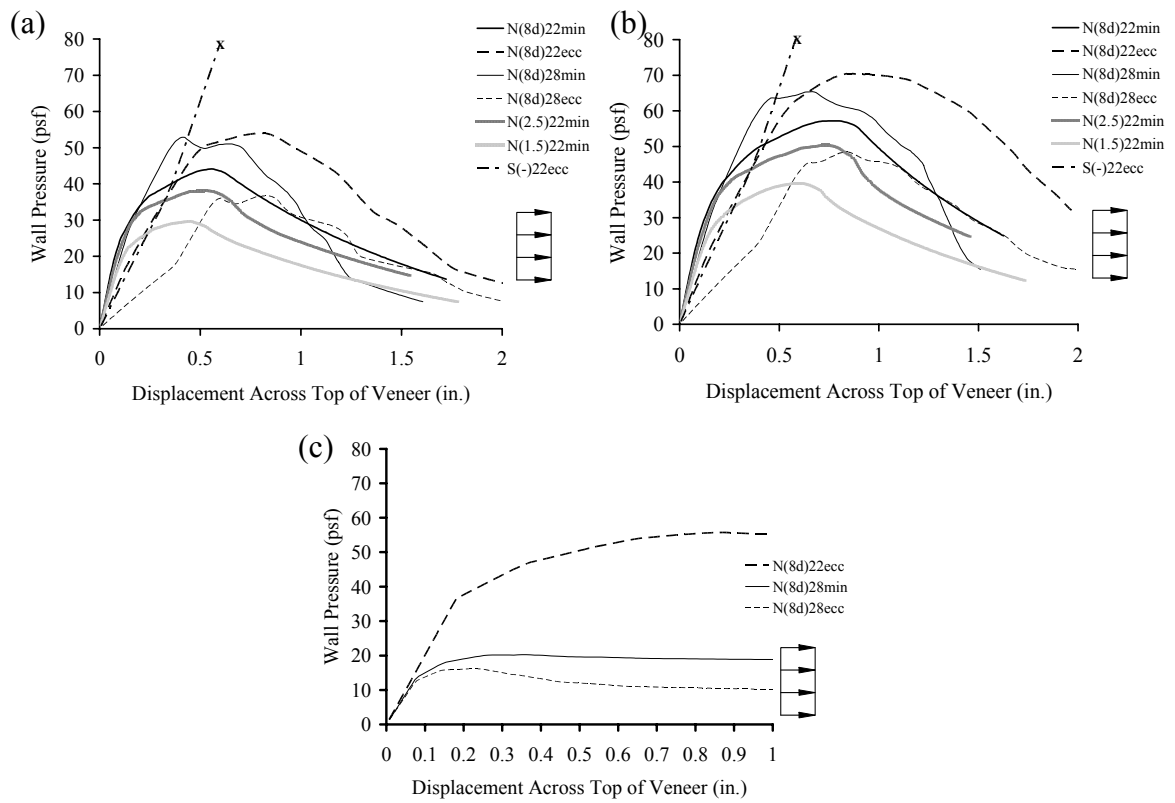 (a)
80
70
60
50
40
30
20
10
0
Wall Pressure (psf)
0 0.5 1 1.5 2
Displacement Across Top of Veneer (in.)
x
N(8d)22min
N(8d)22ecc
N(8d)28min
N(8d)28ecc
N(2.5)22min
N(1.5)22min
S(-)22ecc
(b)
80
70
60
50
40
30
20
10
0
Wall Pressure (psf)
0 0.5 1 1.5 2
Displacement Across Top of Veneer (in.)
x
N(8d)22min
N(8d)22ecc
N(8d)28min
N(8d)28ecc
N(2.5)22min
N(1.5)22min
S(-)22ecc
(c)
80
70
60
50
40
30
20
10
0
Wall Pressure (psf)
0 0.1 0.2 0.3 0.4 0.5 0.6 0.7 0.8 0.9 1
Displacement Across Top of Veneer (in.)
N(8d)22ecc
N(8d)28min
N(8d)28ecc